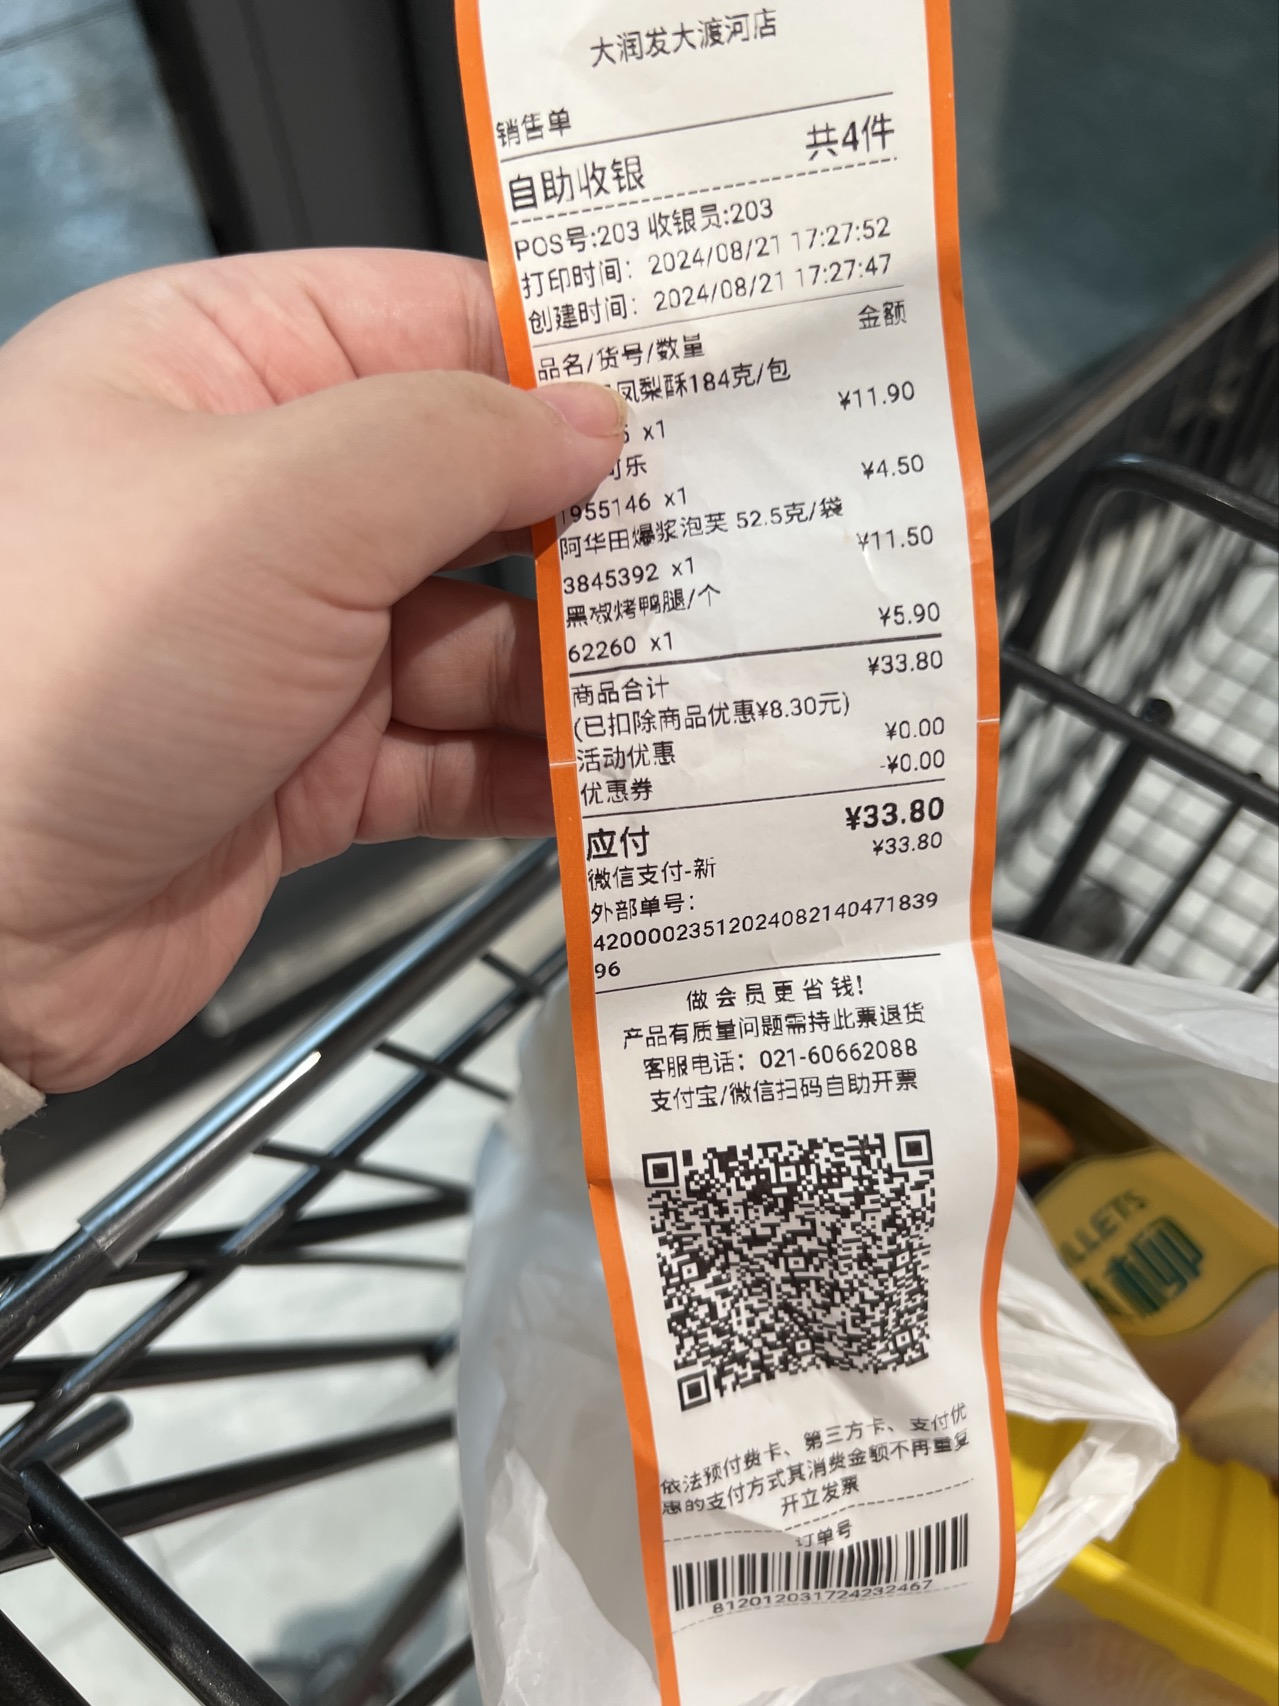 大润发大渡河店
销售单
自助收银 共4件
POS号:203 收银员:203
打印时间: 2024/08/21 17:27:52
创建时间: 2024/08/21 17:27:47
品名/货号/数量 金额
凤梨酥184克/包
x1 ¥11.90
可乐
1955146 x1 ¥4.50
阿华田爆浆泡芙 52.5克/袋
3845392 x1 ¥11.50
黑椒烤鸭腿/个
62260 x1 ¥5.90
商品合计 ¥33.80
(已扣除商品优惠¥8.30元)
活动优惠 ¥0.00
优惠券 -¥0.00
应付 ¥33.80
微信支付-新 ¥33.80
外部单号:
42000023512024082140471839
96
做会员更省钱!
产品有质量问题需持此票退货
客服电话: 021-60662088
支付宝/微信扫码自助开票
依法预付费卡、第三方卡、支付优
惠的支付方式其消费金额不再重复
开立发票
订单号
812012031724232467
LLETS
柳